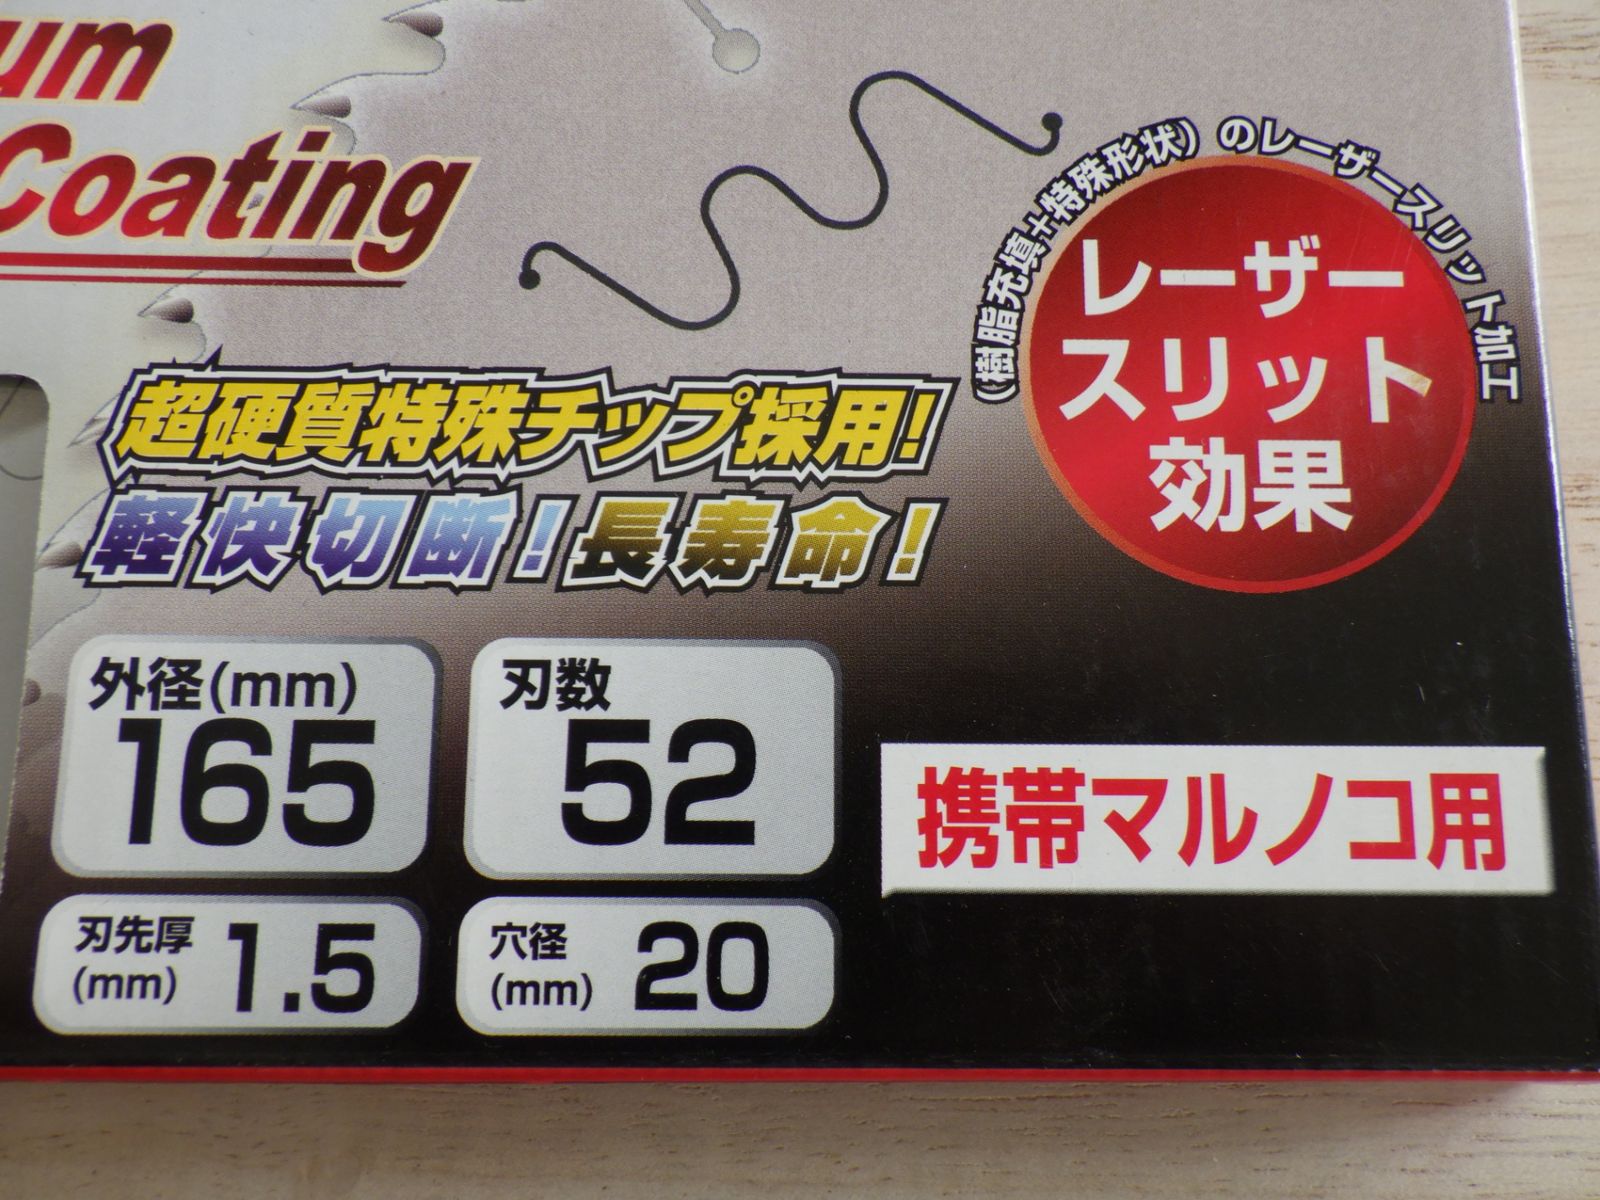 um
Coating
(樹脂充填+特殊形状)のレーザースリット加工
レーザー
スリット
効果
超硬質特殊チップ採用!
軽快切断!長寿命!
外径(mm)
165
刃数
52
携帯マルノコ用
刃先厚
(mm)
1.5
穴径
(mm)
20